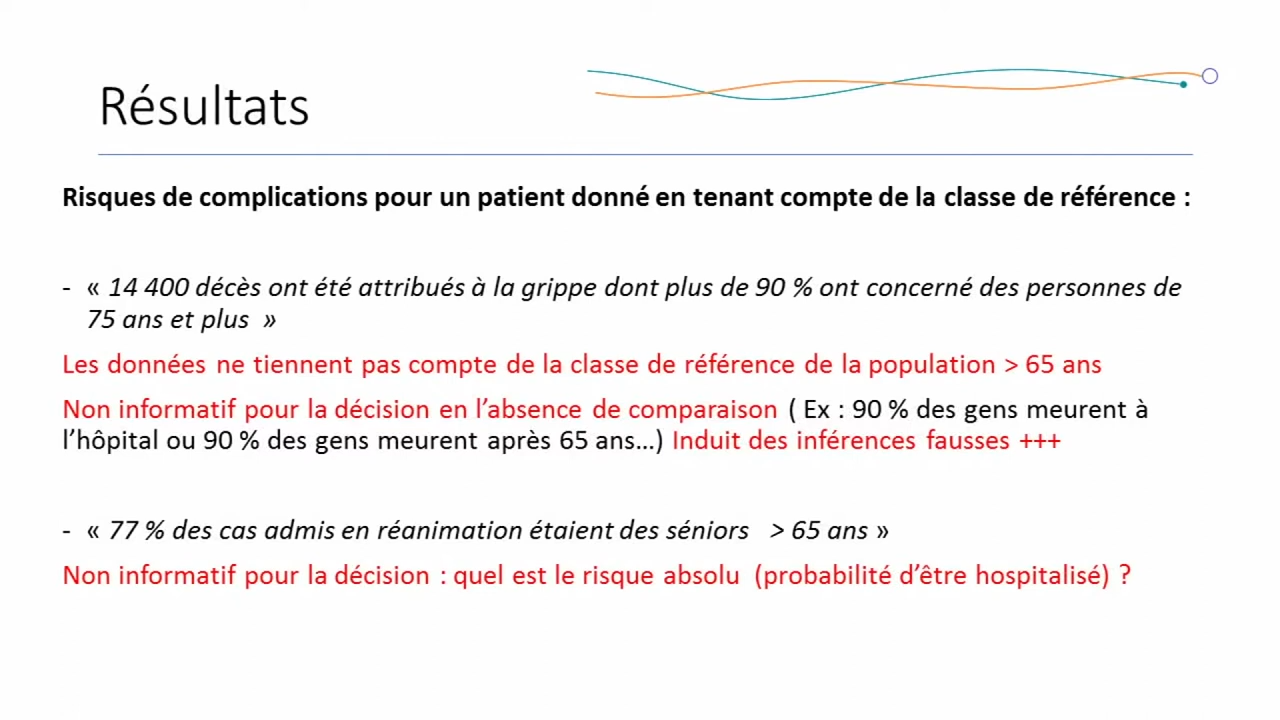 Résultats
Risques de complications pour un patient donné en tenant compte de la classe de référence :
- « 14 400 décès ont été attribués à la grippe dont plus de 90 % ont concerné des personnes de
75 ans et plus »
Les données ne tiennent pas compte de la classe de référence de la population > 65 ans
Non informatif pour la décision en l’absence de comparaison ( Ex : 90 % des gens meurent à
l’hôpital ou 90 % des gens meurent après 65 ans…) Induit des inférences fausses +++
- « 77 % des cas admis en réanimation étaient des séniors > 65 ans »
Non informatif pour la décision : quel est le risque absolu (probabilité d’être hospitalisé) ?